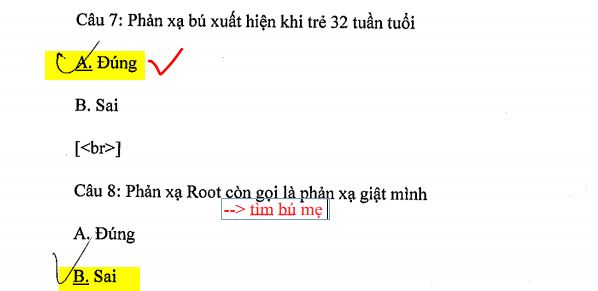 Câu 7: Phản xạ bú xuất hiện khi trẻ 32 tuần tuổi
A. Đúng
B. Sai
[<br>]
Câu 8: Phản xạ Root còn gọi là phản xạ giật mình
--> tìm bú mẹ
A. Đúng
B. Sai